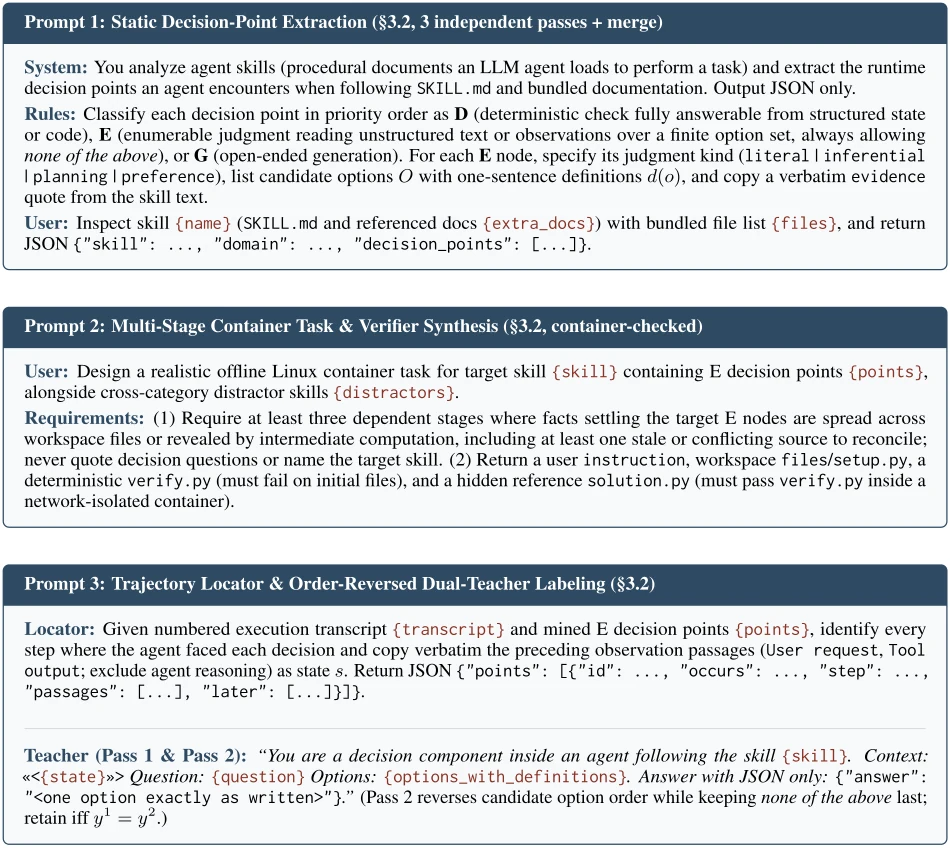 Prompt 1: Static Decision-Point Extraction (§3.2, 3 independent passes + merge)
System: You analyze agent skills (procedural documents an LLM agent loads to perform a task) and extract the runtime
decision points an agent encounters when following SKILL.md and bundled documentation. Output JSON only.
Rules: Classify each decision point in priority order as D (deterministic check fully answerable from structured state
or code), E (enumerable judgment reading unstructured text or observations over a finite option set, always allowing
none of the above), or G (open-ended generation). For each E node, specify its judgment kind (literal | inferential
| planning | preference), list candidate options O with one-sentence definitions d(o), and copy a verbatim evidence
quote from the skill text.
User: Inspect skill {name} (SKILL.md and referenced docs {extra_docs}) with bundled file list {files}, and return
JSON {"skill": ..., "domain": ..., "decision_points": [...]}.
Prompt 2: Multi-Stage Container Task & Verifier Synthesis (§3.2, container-checked)
User: Design a realistic offline Linux container task for target skill {skill} containing E decision points {points},
alongside cross-category distractor skills {distractors}.
Requirements: (1) Require at least three dependent stages where facts settling the target E nodes are spread across
workspace files or revealed by intermediate computation, including at least one stale or conflicting source to reconcile;
never quote decision questions or name the target skill. (2) Return a user instruction, workspace files/setup.py, a
deterministic verify.py (must fail on initial files), and a hidden reference solution.py (must pass verify.py inside a
network-isolated container).
Prompt 3: Trajectory Locator & Order-Reversed Dual-Teacher Labeling (§3.2)
Locator: Given numbered execution transcript {transcript} and mined E decision points {points}, identify every
step where the agent faced each decision and copy verbatim the preceding observation passages (User request, Tool
output; exclude agent reasoning) as state s. Return JSON {"points": [{"id": ..., "occurs": ..., "step": ...,
"passages": [...], "later": [...]}]}.
Teacher (Pass 1 & Pass 2): “You are a decision component inside an agent following the skill {skill}. Context:
«<{state}»> Question: {question} Options: {options_with_definitions}. Answer with JSON only: {"answer":
"<one option exactly as written>"}.” (Pass 2 reverses candidate option order while keeping none of the above last;
retain iff y¹ = y².)